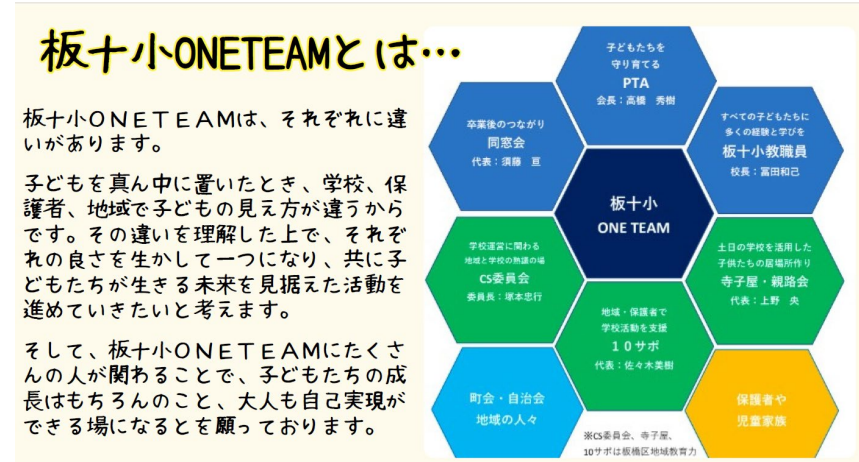 板十小ONETEAMとは…
板十小ＯＮＥＴＥＡＭは、それぞれに違
いがあります。
子どもを真ん中に置いたとき、学校、保
護者、地域で子どもの見え方が違うから
です。その違いを理解した上で、それぞ
れの良さを生かして一つになり、共に子
どもたちが生きる未来を見据えた活動を
進めていきたいと考えます。
そして、板十小ＯＮＥＴＥＡＭにたくさ
んの人が関わることで、子どもたちの成
長はもちろんのこと、大人も自己実現が
できる場になるとを願っております。
子どもたちを
守り育てる
PTA
会長：高橋　秀樹
卒業後のつながり
同窓会
代表：須藤　亘
すべての子どもたちに
多くの経験と学びを
板十小教職員
校長：冨田和己
板十小
ONE TEAM
学校運営に関わる
地域と学校の熟議の場
CS委員会
委員長：塚本忠行
土日の学校を活用した
子供たちの居場所作り
寺子屋・親路会
代表：上野　央
地域・保護者で
学校活動を支援
１０サポ
代表：佐々木美樹
町会・自治会
地域の人々
保護者や
児童家族
※CS委員会、寺子屋、
10サポは板橋区地域教育力